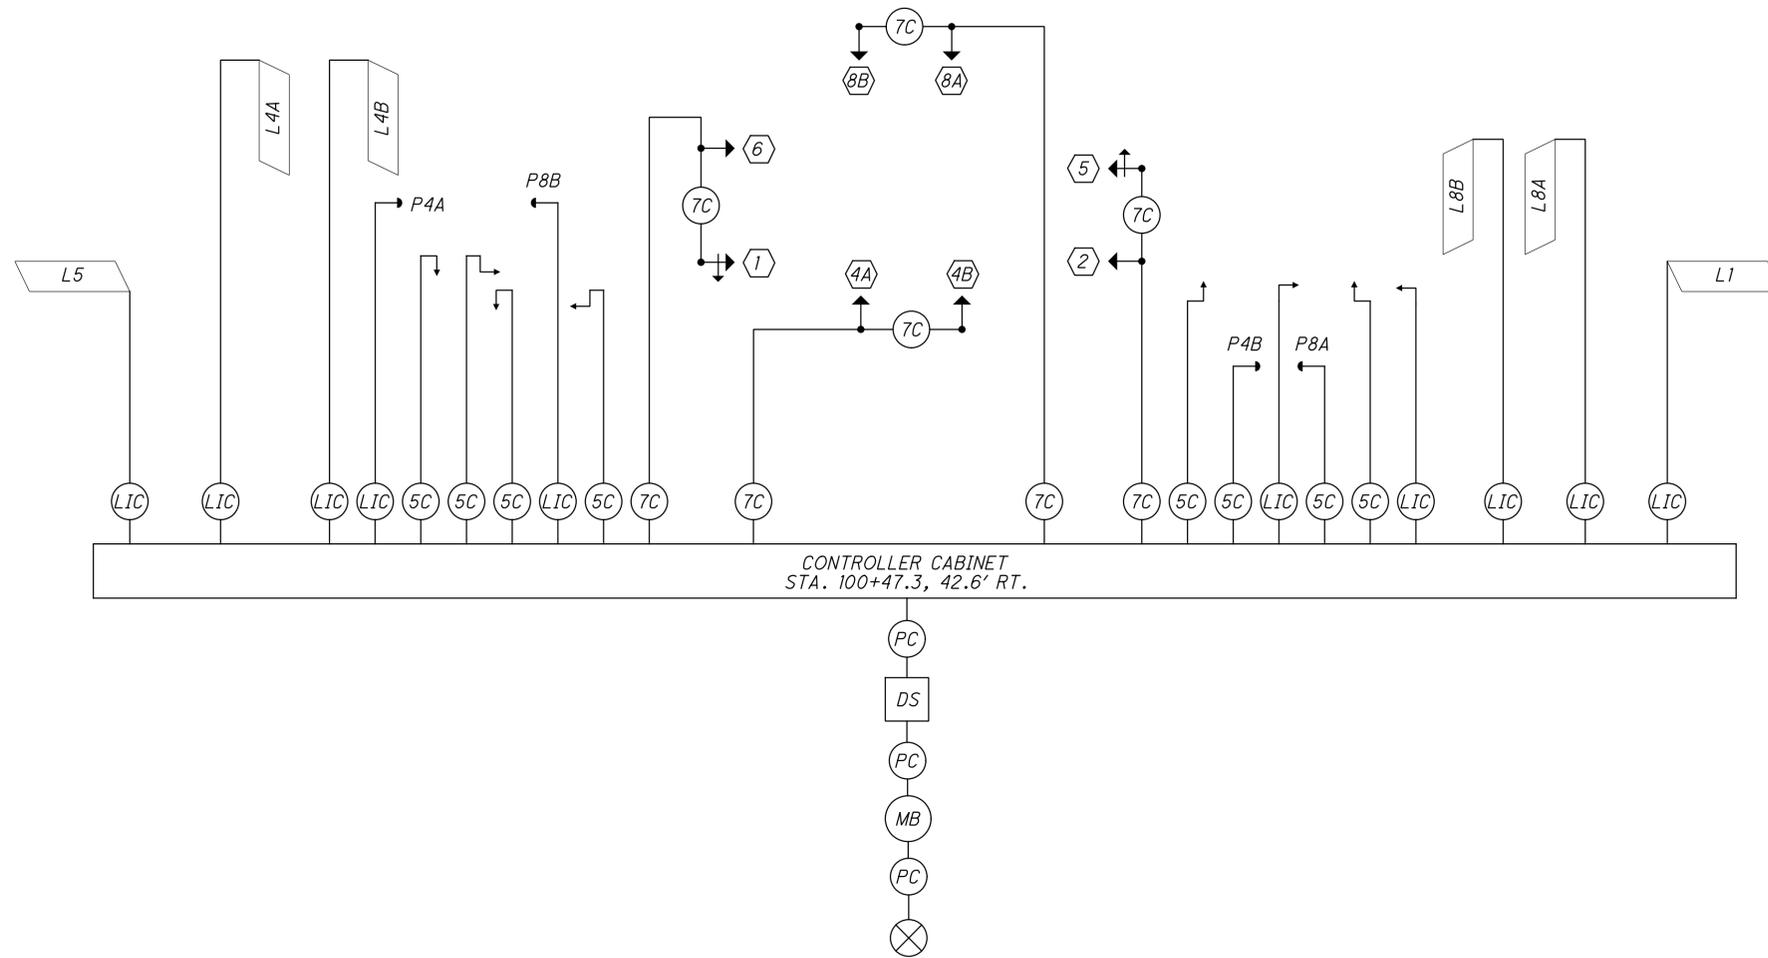 7C
8B
8A
L4A
L4B
6
P8B
P4A
7C
1
5
7C
2
L8B
L8A
L5
L1
4A
4B
7C
P4B
P8A
LIC
LIC
LIC
LIC
5C
5C
5C
LIC
5C
7C
7C
7C
7C
5C
5C
LIC
5C
5C
LIC
LIC
LIC
LIC
CONTROLLER CABINET
STA. 100+47.3, 42.6' RT.
PC
DS
PC
MB
PC